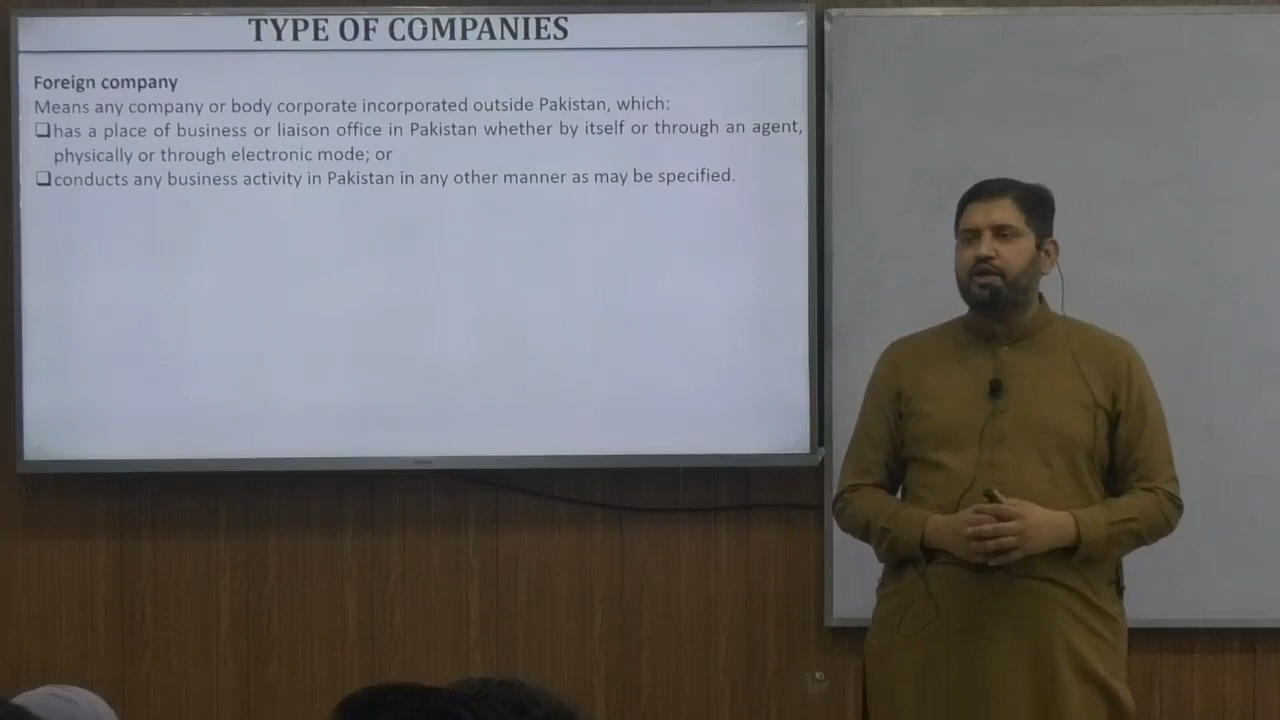 TYPE OF COMPANIES
Foreign company
Means any company or body corporate incorporated outside Pakistan, which:
❑has a place of business or liaison office in Pakistan whether by itself or through an agent,
physically or through electronic mode; or
❑conducts any business activity in Pakistan in any other manner as may be specified.